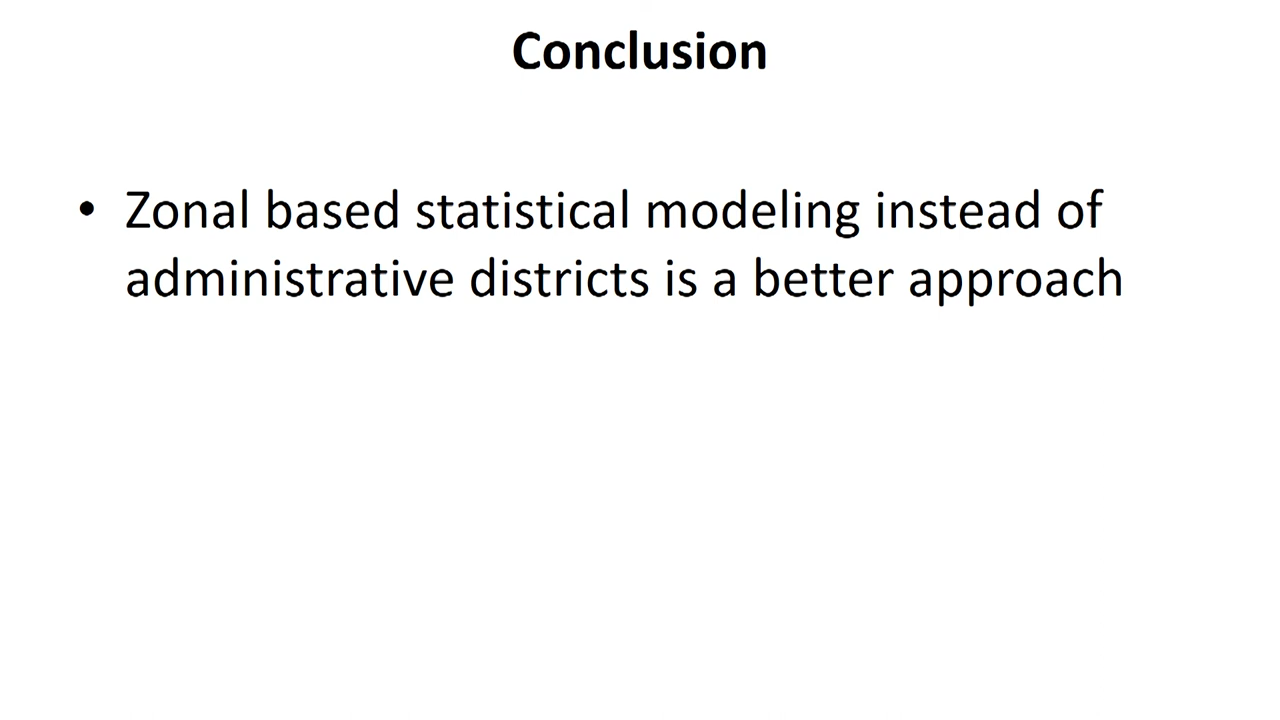 Conclusion
• Zonal based statistical modeling instead of
administrative districts is a better approach